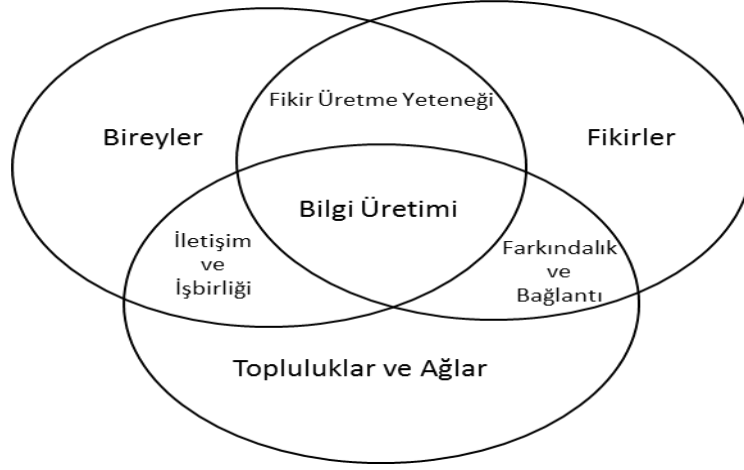 Fikir Üretme Yeteneği
Bireyler
Fikirler
Bilgi Üretimi
İletişim
ve
İşbirliği
Farkındalık
ve
Bağlantı
Topluluklar ve Ağlar